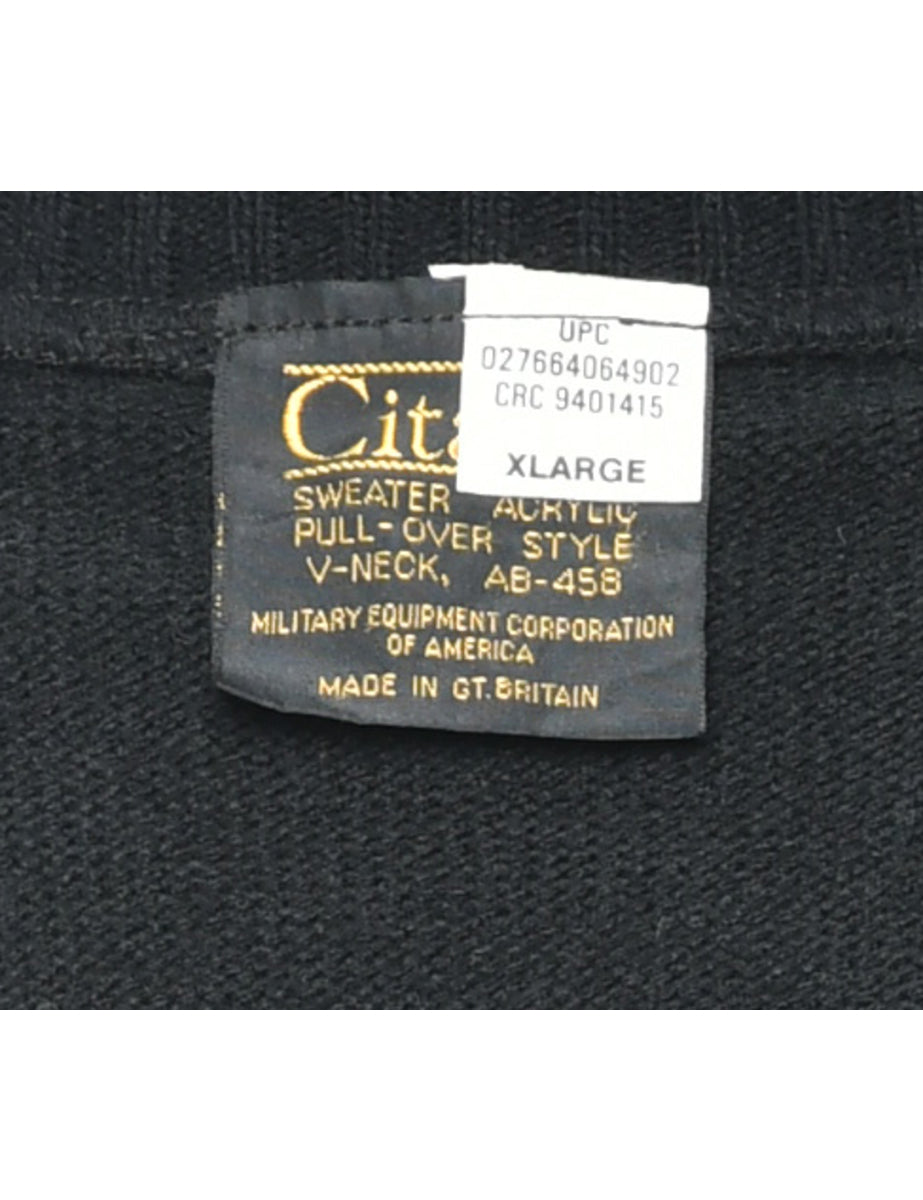 UPC
027664064902
CRC 9401415
XLARGE
Cita
SWEATER ACRYLIC
PULL-OVER STYLE
V-NECK, AB-458
MILITARY EQUIPMENT CORPORATION
OF AMERICA
MADE IN GT. BRITAIN